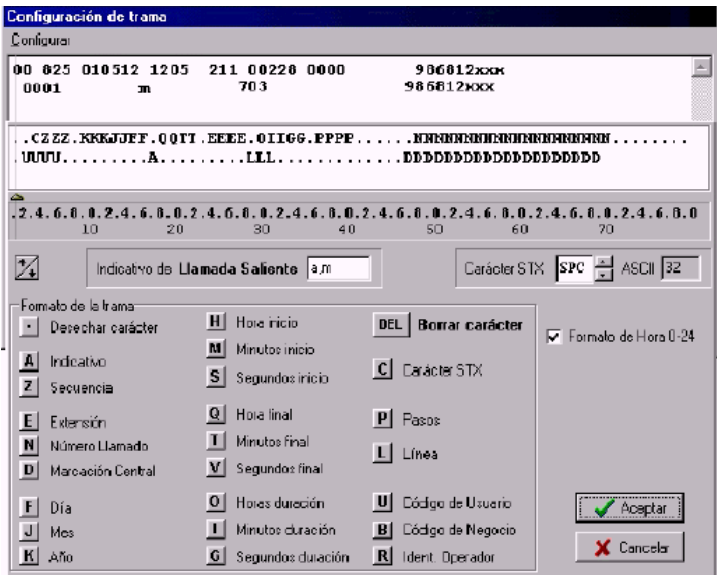 Configuración de trama
Configurar
00 825 010512 1205 211 00228 0000 986812xxx
0001 m 703 986812xxx
..CZZZ.KKKJJFF.QQTT.EEEE.OIIGG.PPPP......NNNNNNNNNNNNNNNNNNNN........
.UUUU.........A.........LLL.............DDDDDDDDDDDDDDDDDDDD
.2.4.6.8.0.2.4.6.8.0.2.4.6.8.0.2.4.6.8.0.2.4.6.8.0.2.4.6.8.0.2.4.6.8.0.2.4.6.8.0
10 20 30 40 50 60 70
Indicativo de Llamada Saliente a,m Carácter STX SPC ASCII 32
Formato de la trama
. Desechar carácter
A Indicativo
Z Secuencia
E Extensión
N Número Llamado
D Marcación Central
F Día
J Mes
K Año
H Hora inicio
M Minutos inicio
S Segundos inicio
Q Hora final
T Minutos final
V Segundos final
O Horas duración
I Minutos duración
G Segundos duración
DEL Borrar carácter
C Carácter STX
P Pasos
L Línea
U Código de Usuario
B Código de Negocio
R Ident. Operador
Formato de Hora 0-24
Aceptar
Cancelar